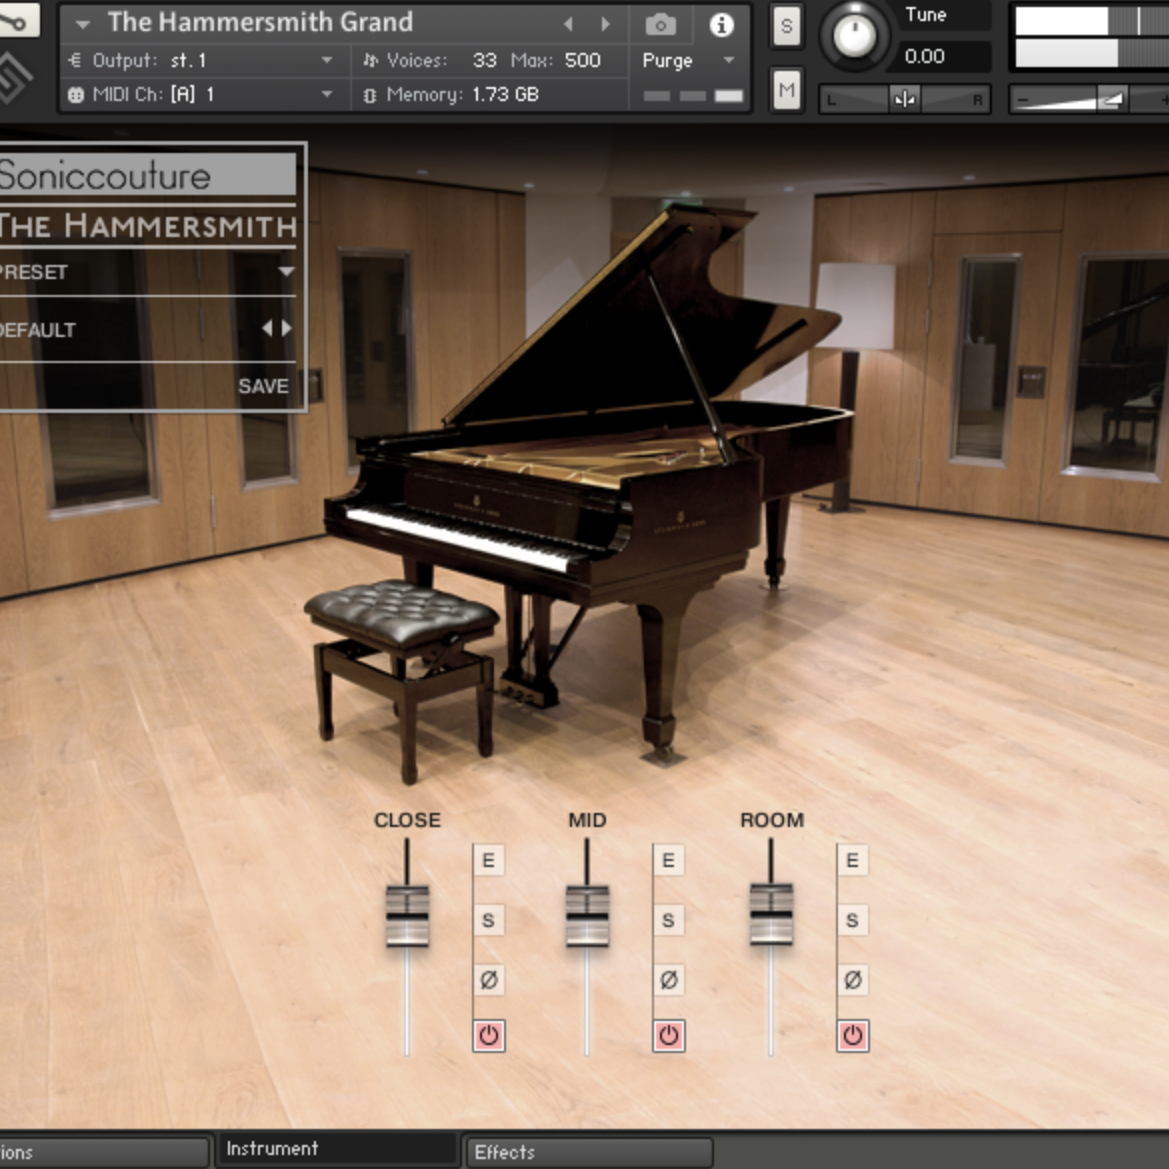 The Hammersmith Grand
Output: st.1
Voices: 33 Max: 500
Purge
MIDI Ch: [A] 1
Memory: 1.73 GB
S
M
Tune
0.00
L R
- +
Soniccouture
THE HAMMERSMITH
PRESET
DEFAULT
SAVE
CLOSE MID ROOM
E E E
S S S
Ø Ø Ø
ions
Instrument
Effects